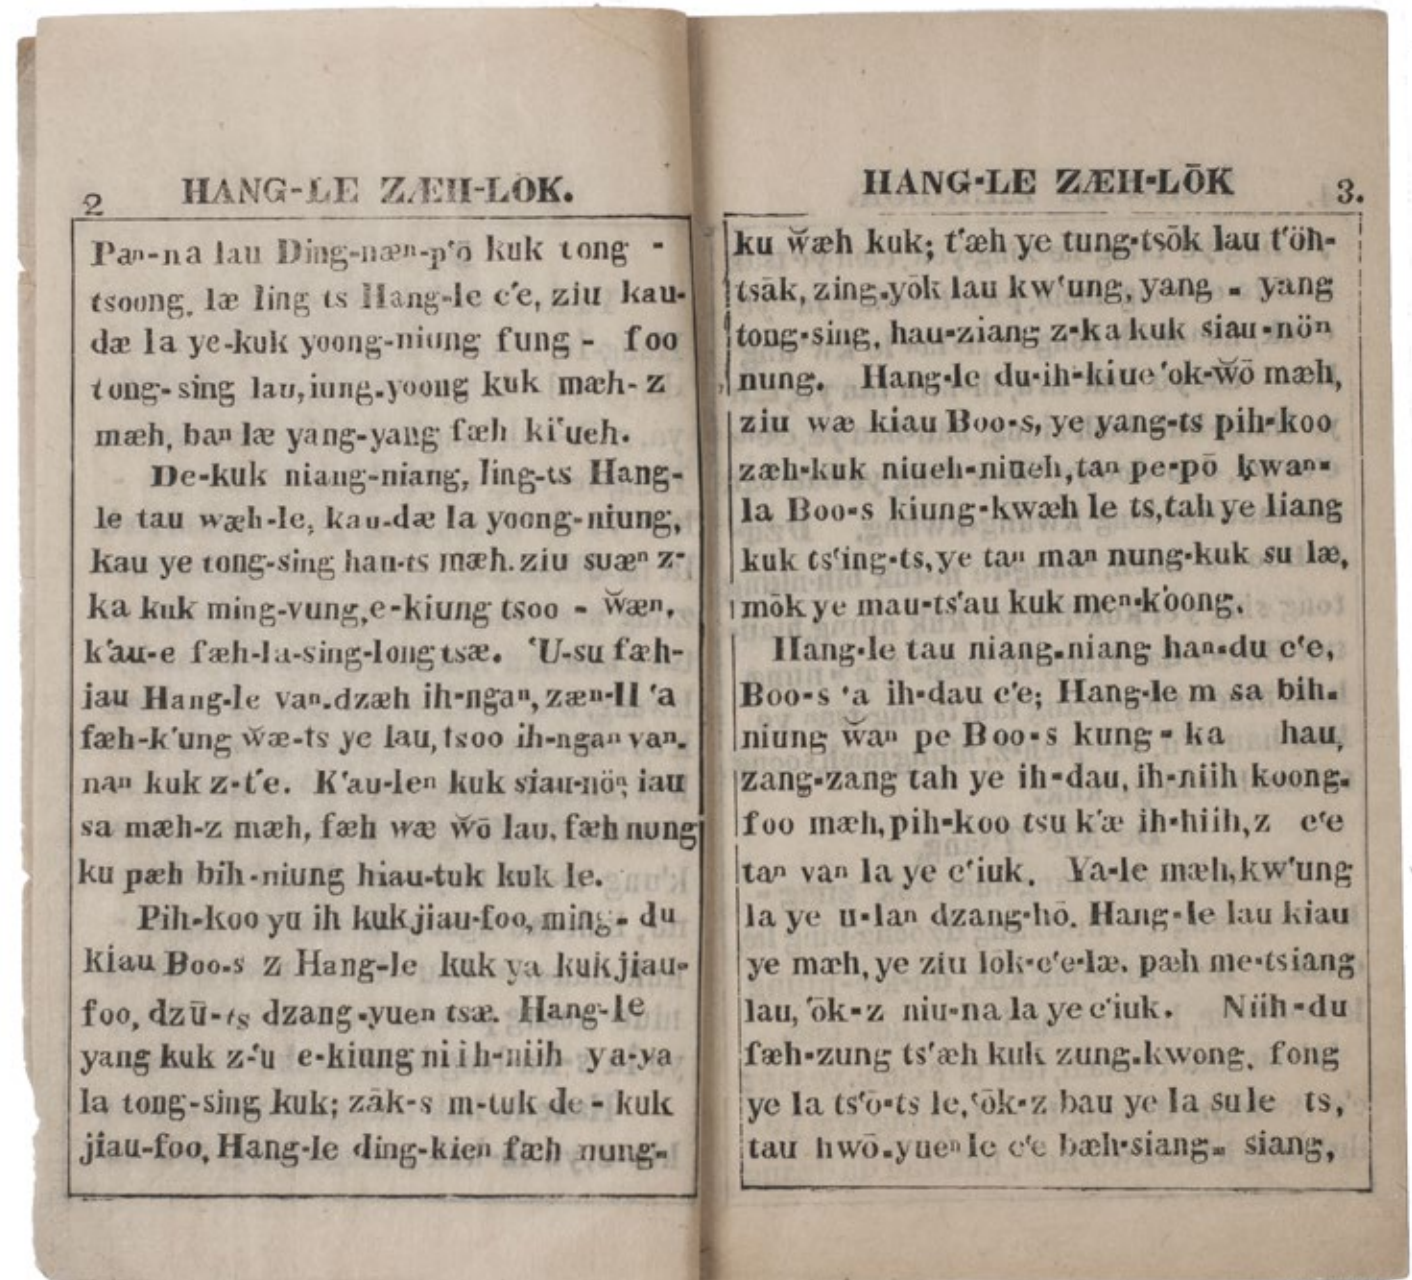 2 HANG-LE ZÆH-LŌK.
Paⁿ-na lau Ding-næⁿ-p‘ō kuk tong -
tsoong, læ ling ts Hang-le c‘e, ziu kau-
dæ la ye-kuk yoong-niung fung - foo
tong-sing lau, iung-yoong kuk mæh-z
mæh, baⁿ læ yang-yang fæh ki‘ueh.
De-kuk niang-niang, ling-ts Hang-
le tau wæh-le, kau-dæ la yoong-niung,
kau ye tong-sing hau-ts mæh. ziu suæⁿ z-
ka kuk ming-vung, e-kiung tsoo - w̆æn,
k‘au-e fæh-la-sing-long tsæ. ‘U-su fæh-
iau Hang-le vaⁿ-dzæh ih-ngaⁿ, zæⁿ-ll ‘a
fæh-k‘ung w̆æ-ts ye lau, tsoo ih-ngaⁿ vaⁿ-
naⁿ kuk z-t‘e. K‘au-leⁿ kuk siau-nöⁿ; iau
sa mæh-z mæh, fæh wæ w̆ō lau, fæh nung
ku pæh bih-niung hiau-tuk kuk le.
Pih-koo yu ih kuk jiau-foo, ming - du
kiau Boo-s z Hang-le kuk ya kuk jiau-
foo, dzū-ts dzang-yuen tsæ. Hang-le
yang kuk z-‘u e-kiung ni ih-niih ya-ya
la tong-sing kuk; zāk-s m-tuk de - kuk
jiau-foo, Hang-le ding-kien fæh nung-
HANG-LE ZÆH-LŌK 3.
ku w̆æh kuk; t‘æh ye tung-tsōk lau t‘öh-
tsāk, zing-yōk lau kw‘ung, yang - yang
tong-sing, hau-ziang z-ka kuk siau-nöⁿ
nung. Hang-le du-ih-kiue ‘ok-w̆ō mæh,
ziu wæ kiau Boo-s, ye yang-ts pih-koo
zæh-kuk niueh-niueh, taⁿ pe-pō kwaⁿ-
la Boo-s kiung-kwæh le ts, tah ye liang
kuk ts‘ing-ts, ye taⁿ maⁿ nung-kuk su læ,
mōk ye mau-ts‘au kuk meⁿ-k‘oong.
Hang-le tau niang-niang haⁿ-du c‘e,
Boo-s ‘a ih-dau c‘e; Hang-le m sa bih-
niung w̆aⁿ pe Boo-s kung - ka hau,
zang-zang tah ye ih-dau, ih-niih koong-
foo mæh, pih-koo tsu k‘æ ih-hiih, z c‘e
taⁿ vaⁿ la ye c‘iuk. Ya-le mæh, kw‘ung
la ye u-laⁿ dzang-hō. Hang-le lau kiau
ye mæh, ye ziu lok-c‘e-læ. pæh me-tsiang
lau, ‘ōk-z niu-na la ye c‘iuk. Niih-du
fæh-zung ts‘æh kuk zung-kwong, fong
ye la ts‘ō-ts le, ‘ōk-z bau ye la su le ts,
tau hwō-yueⁿ le c‘e bæh-siang- siang,